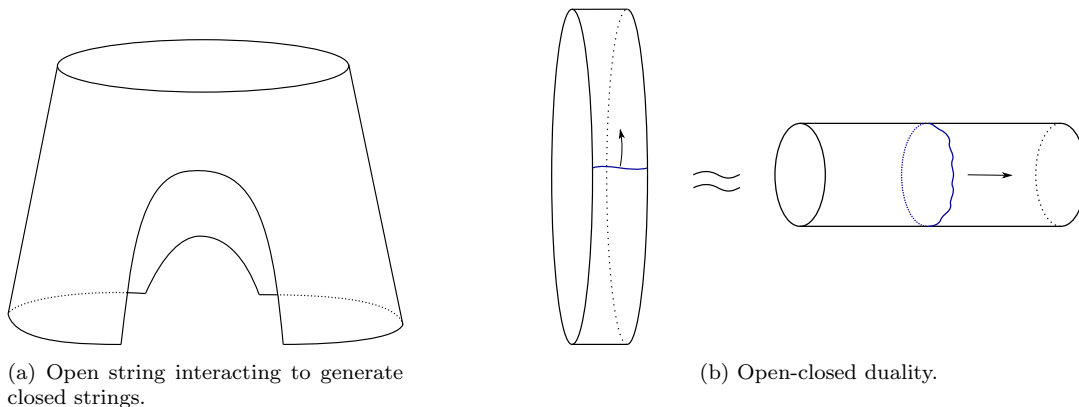 (a) Open string interacting to generate
closed strings.
(b) Open-closed duality.